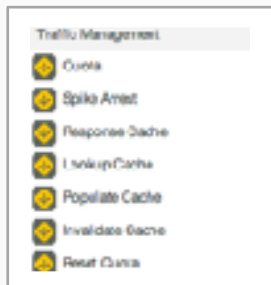 Traffic Management
Quota
Spike Arrest
Response Cache
Lookup Cache
Populate Cache
Invalidate Cache
Reset Quota